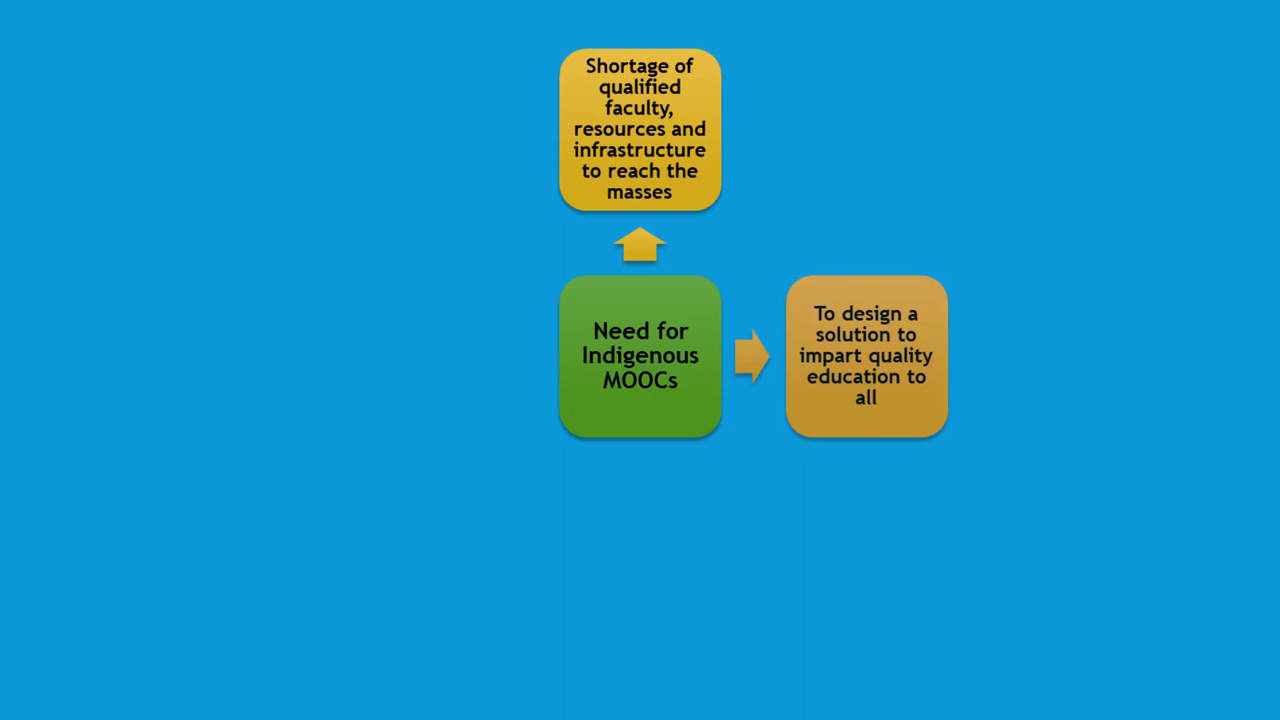 Shortage of
qualified
faculty,
resources and
infrastructure
to reach the
masses
Need for
Indigenous
MOOCs
To design a
solution to
impart quality
education to
all